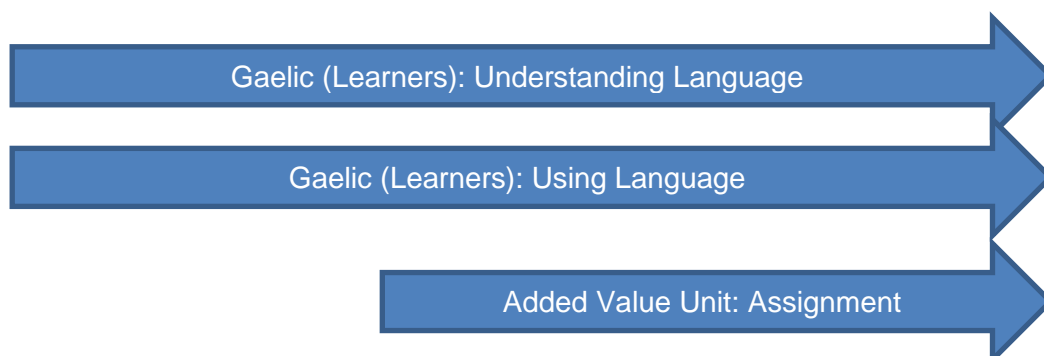 Gaelic (Learners): Understanding Language
Gaelic (Learners): Using Language
Added Value Unit: Assignment